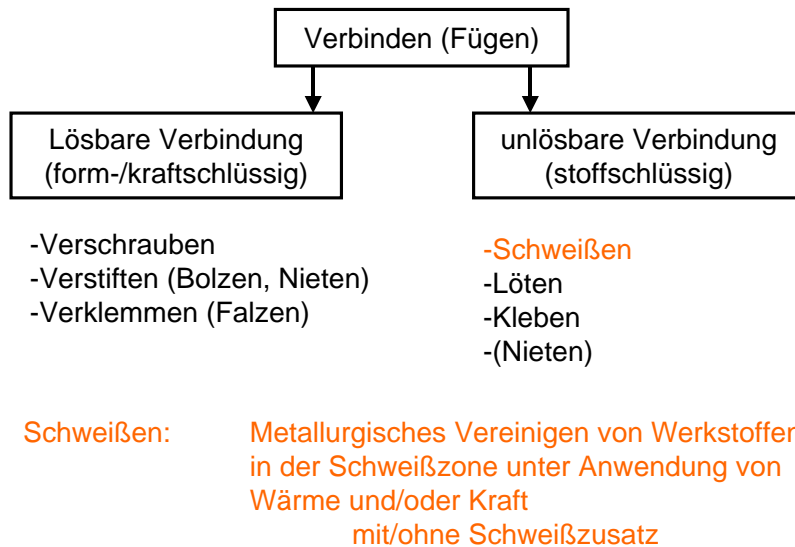 Verbinden (Fügen)
Lösbare Verbindung
(form-/kraftschlüssig)
unlösbare Verbindung
(stoffschlüssig)
-Verschrauben
-Verstiften (Bolzen, Nieten)
-Verklemmen (Falzen)
-Schweißen
-Löten
-Kleben
-(Nieten)
Schweißen: Metallurgisches Vereinigen von Werkstoffen
in der Schweißzone unter Anwendung von
Wärme und/oder Kraft
mit/ohne Schweißzusatz